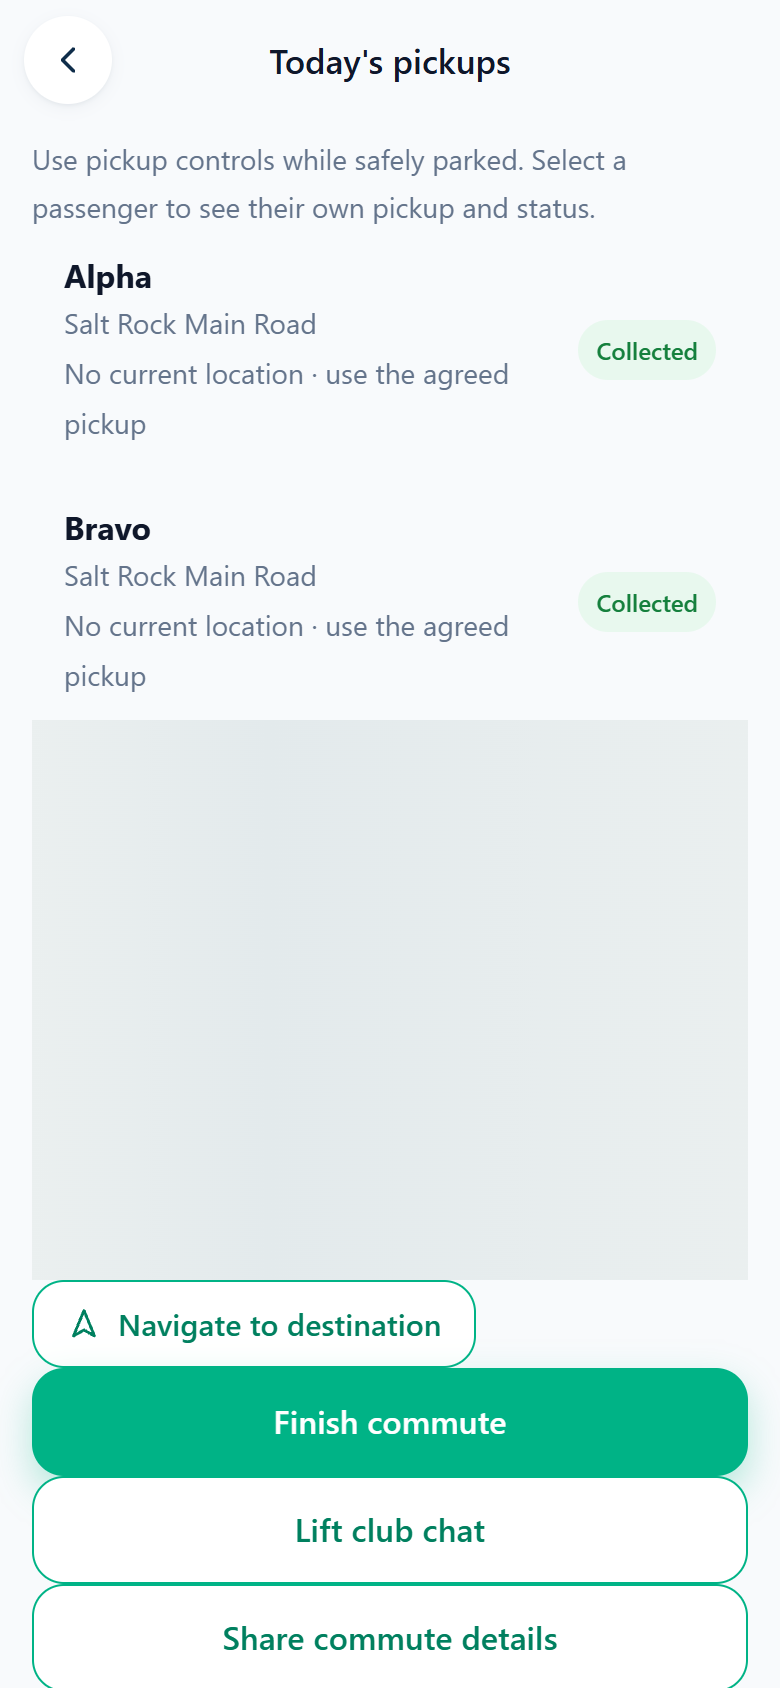 Today's pickups
Use pickup controls while safely parked. Select a
passenger to see their own pickup and status.
Alpha
Salt Rock Main Road
No current location · use the agreed
pickup
Collected
Bravo
Salt Rock Main Road
No current location · use the agreed
pickup
Collected
Navigate to destination
Finish commute
Lift club chat
Share commute details